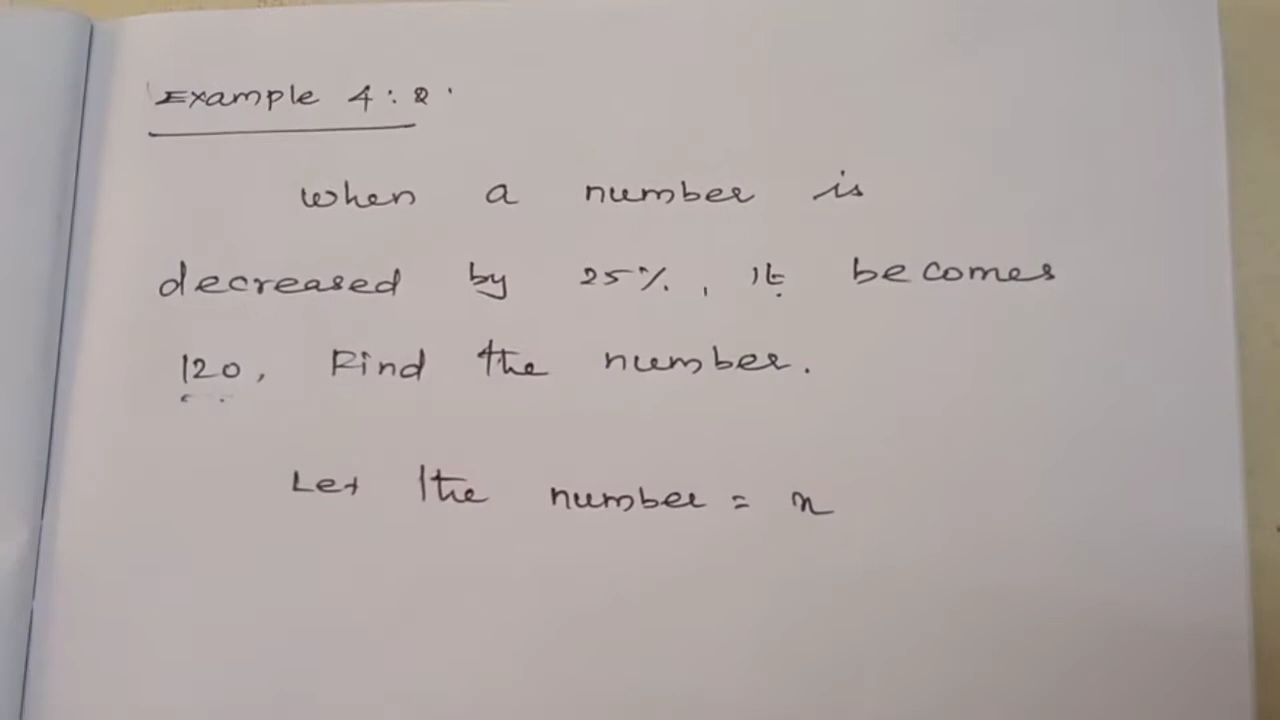 Example 4:2.
when a number is
decreased by 25%, it becomes
120, Find the number.
Let the number = x